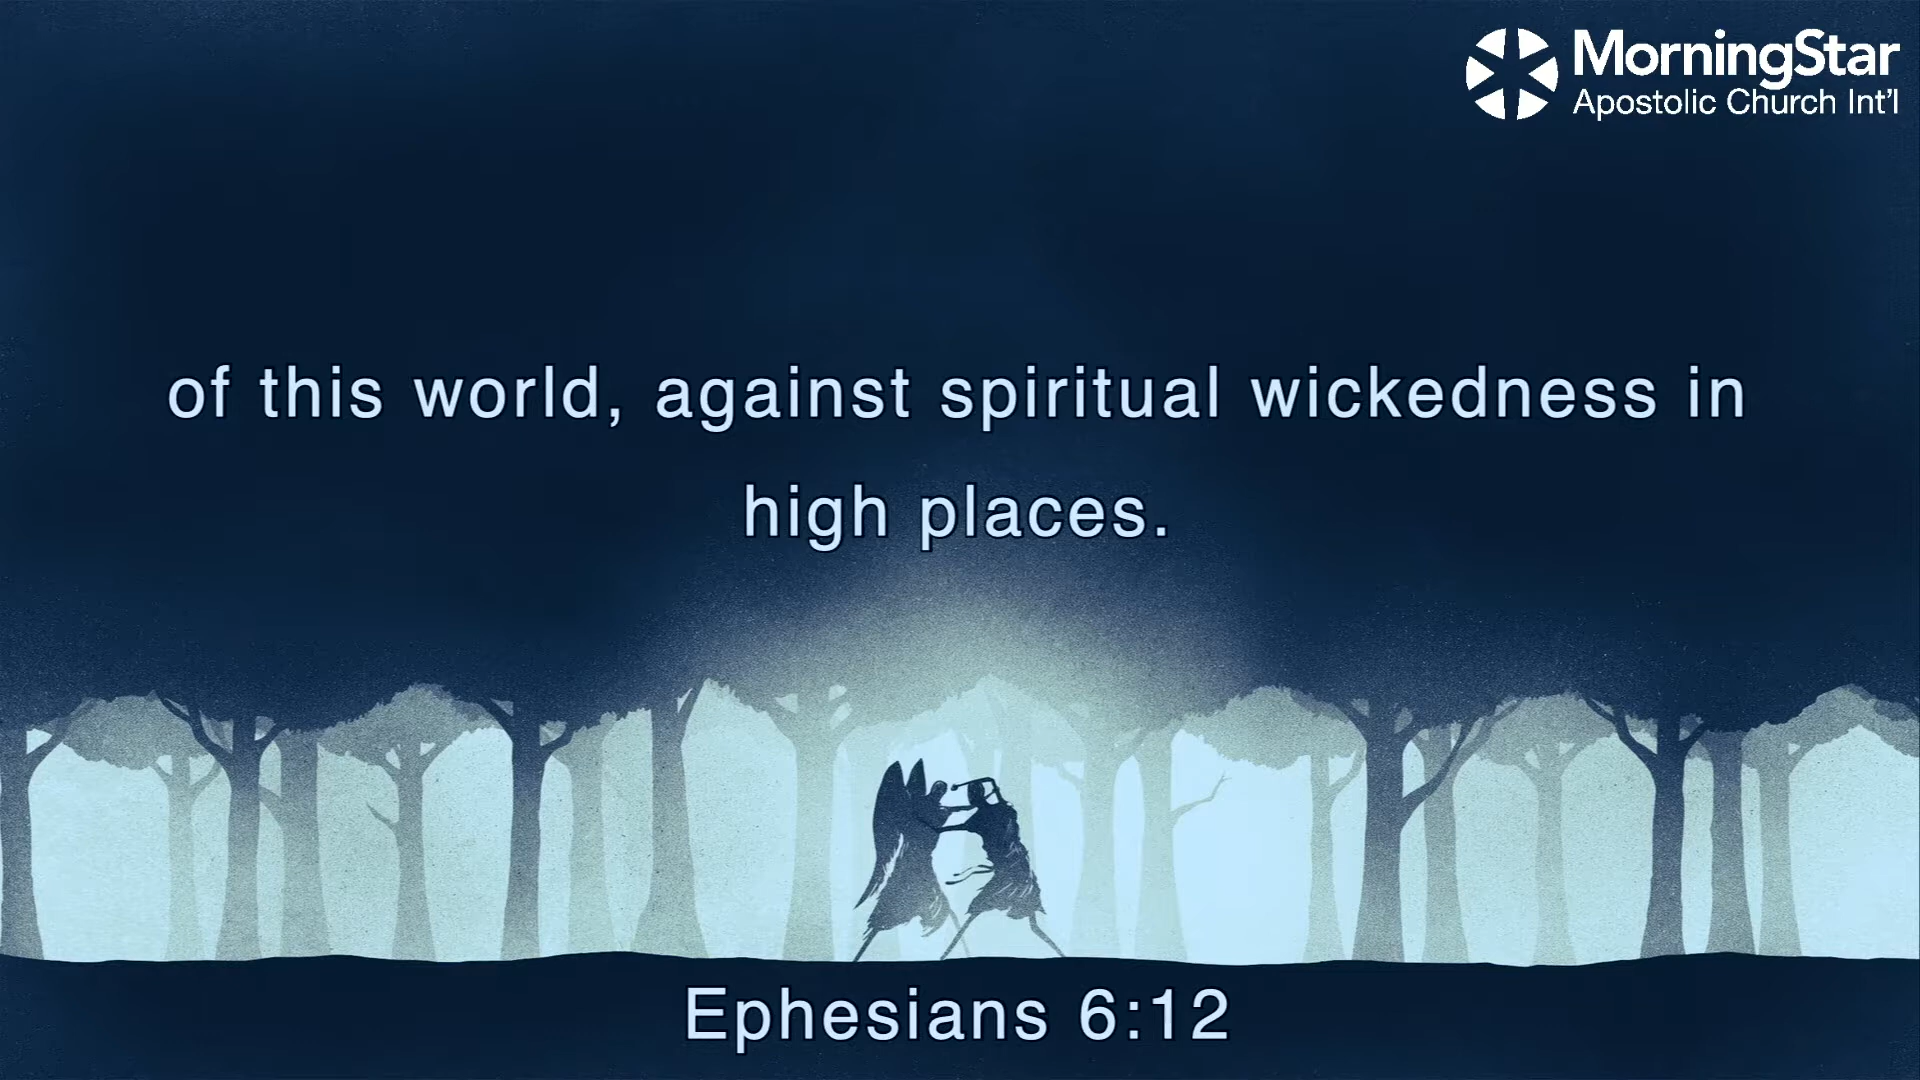 MorningStar
Apostolic Church Int'l
of this world, against spiritual wickedness in
high places.
Ephesians 6:12